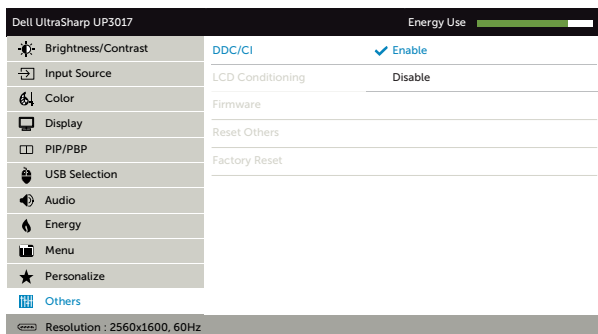 Dell UltraSharp UP3017 Energy Use
Brightness/Contrast DDC/CI Enable
Input Source LCD Conditioning Disable
Color Firmware
Display Reset Others
PIP/PBP Factory Reset
USB Selection
Audio
Energy
Menu
Personalize
Others
Resolution : 2560x1600, 60Hz